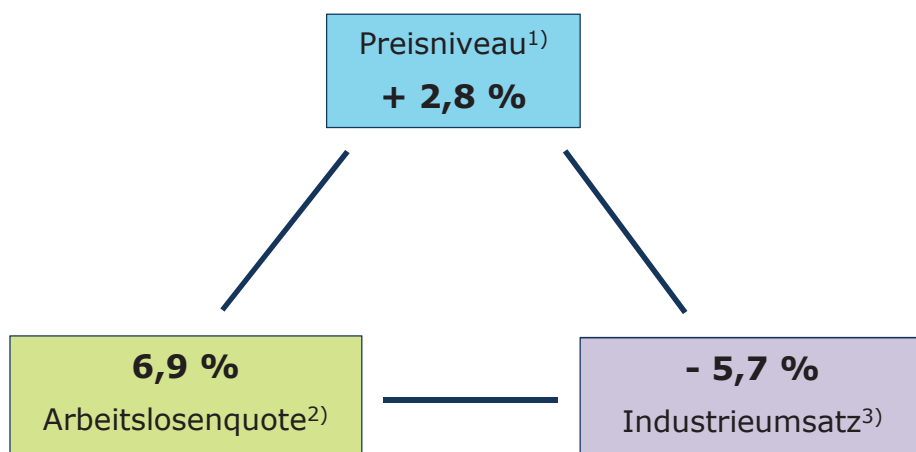 Preisniveau¹⁾
+ 2,8 %
6,9 %
Arbeitslosenquote²⁾
- 5,7 %
Industrieumsatz³⁾